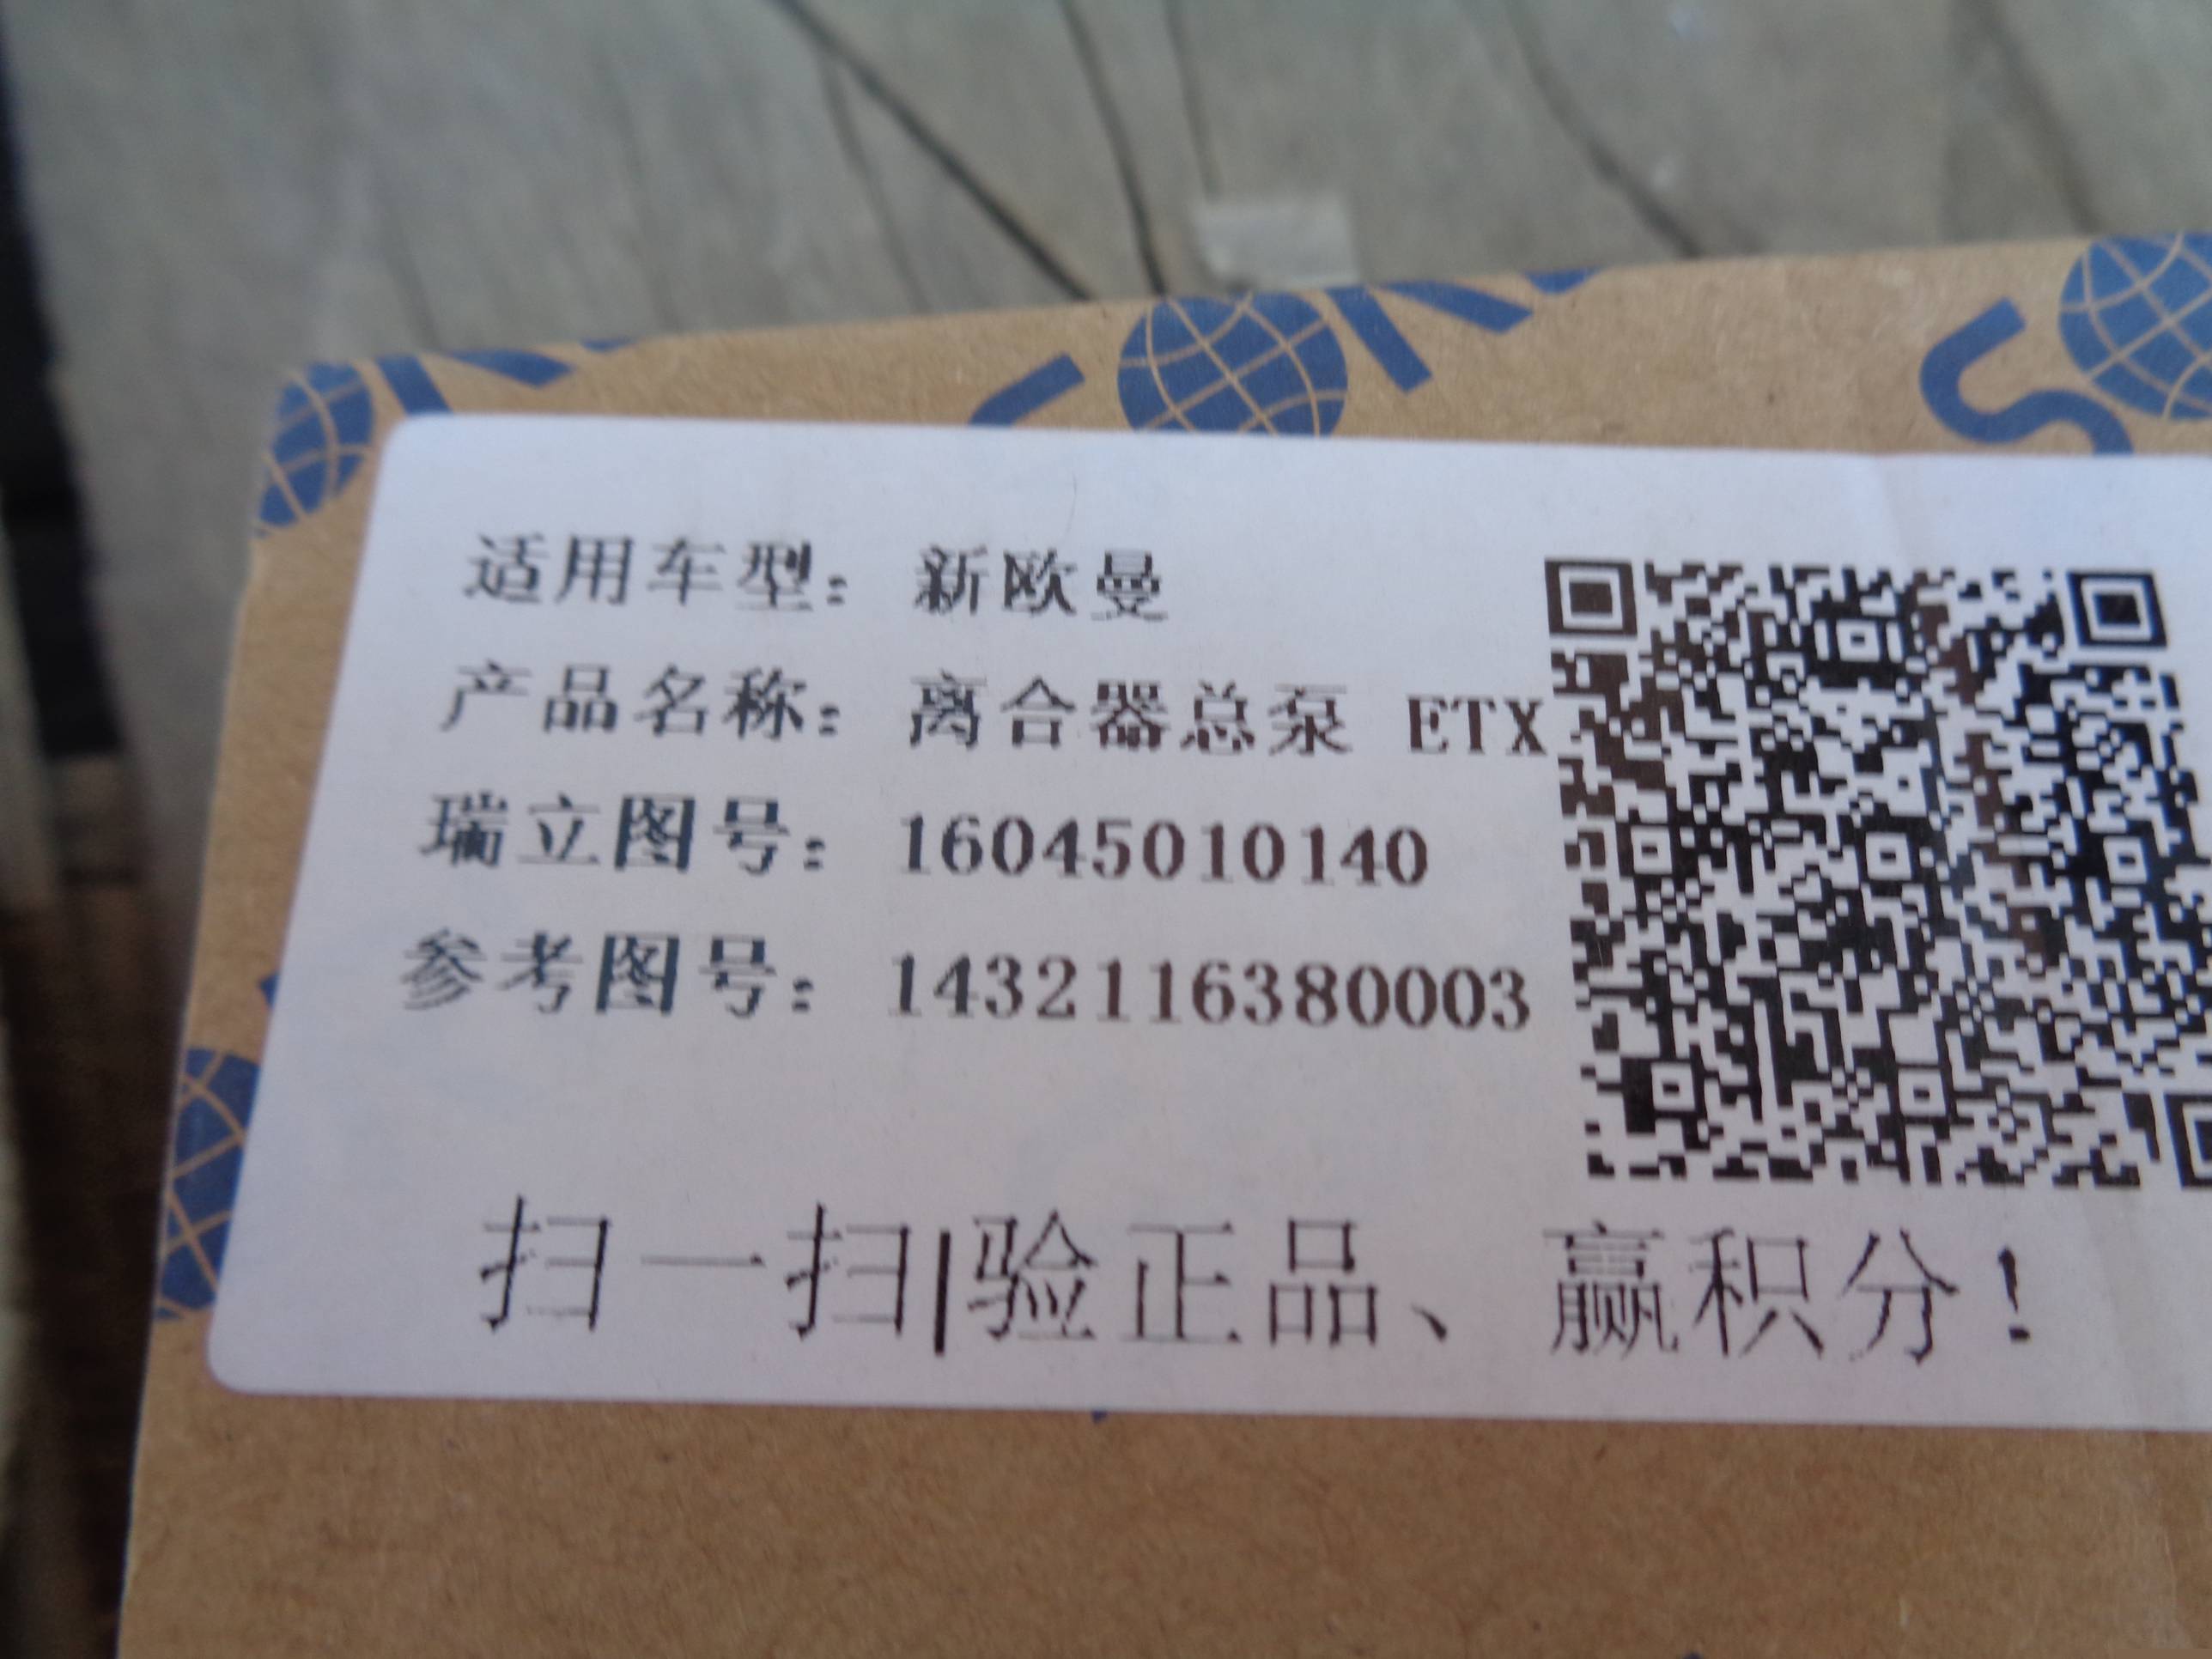 适用车型： 新欧曼
产品名称： 离合器总泵 ETX
瑞立图号： 16045010140
参考图号： 1432116380003
扫一扫|验正品、赢积分！